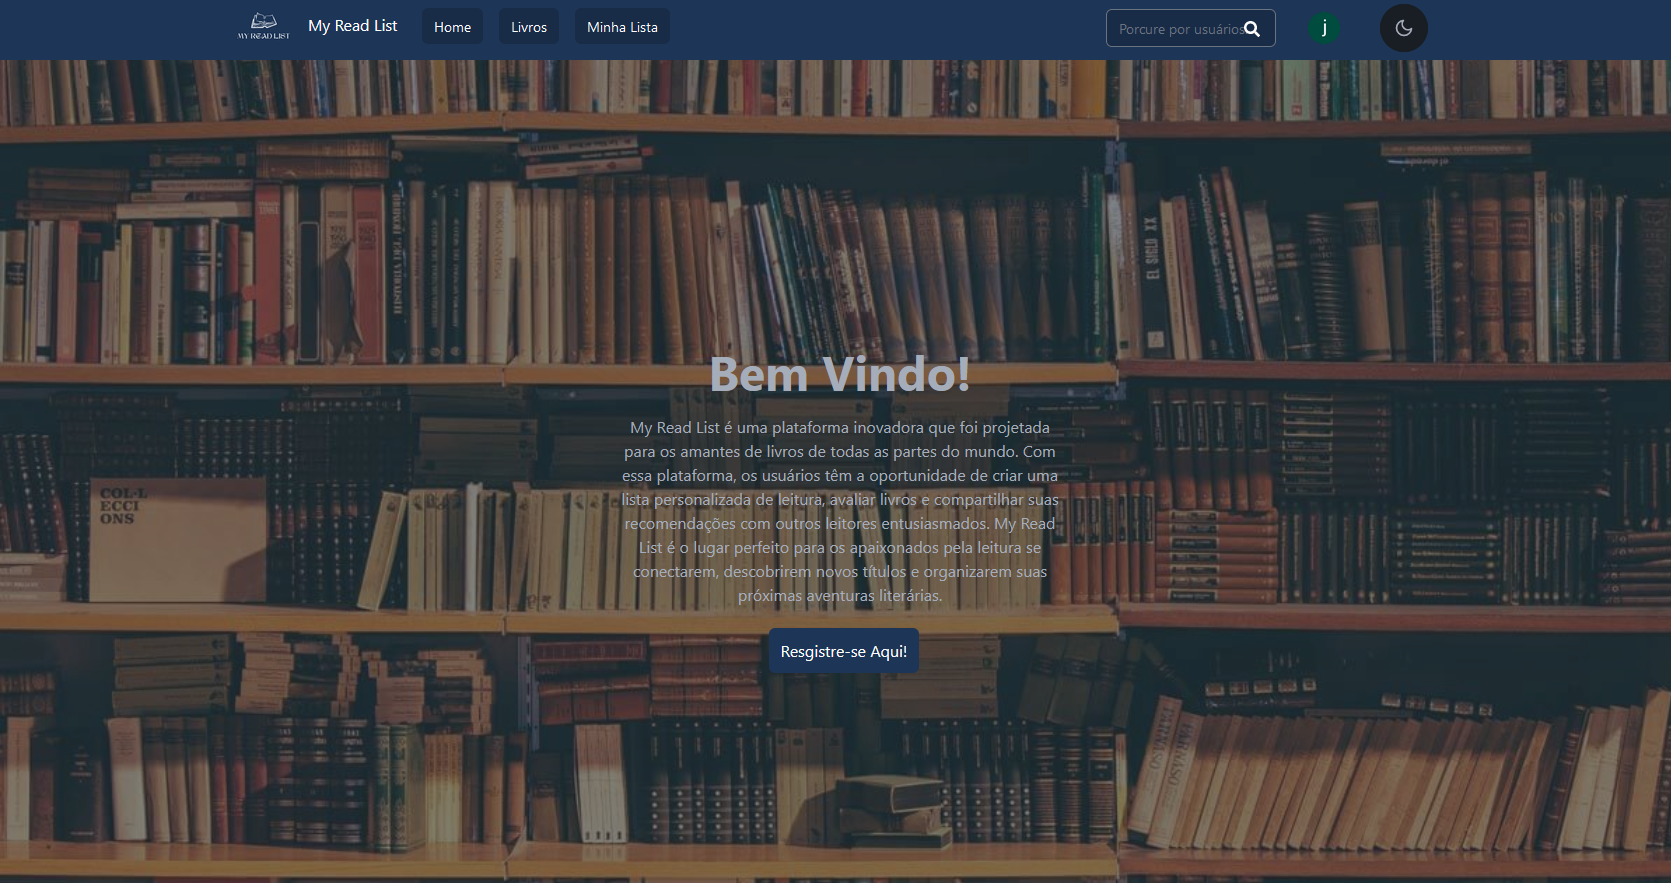 MY READ LIST
My Read List
Home
Livros
Minha Lista
Porcure por usuários
j
EL SIGLO XX
COL·L
ECCI
ONS
Bem Vindo!
My Read List é uma plataforma inovadora que foi projetada
para os amantes de livros de todas as partes do mundo. Com
essa plataforma, os usuários têm a oportunidade de criar uma
lista personalizada de leitura, avaliar livros e compartilhar suas
recomendações com outros leitores entusiasmados. My Read
List é o lugar perfeito para os apaixonados pela leitura se
conectarem, descobrirem novos títulos e organizarem suas
próximas aventuras literárias.
Resgistre-se Aqui!
PARNASO